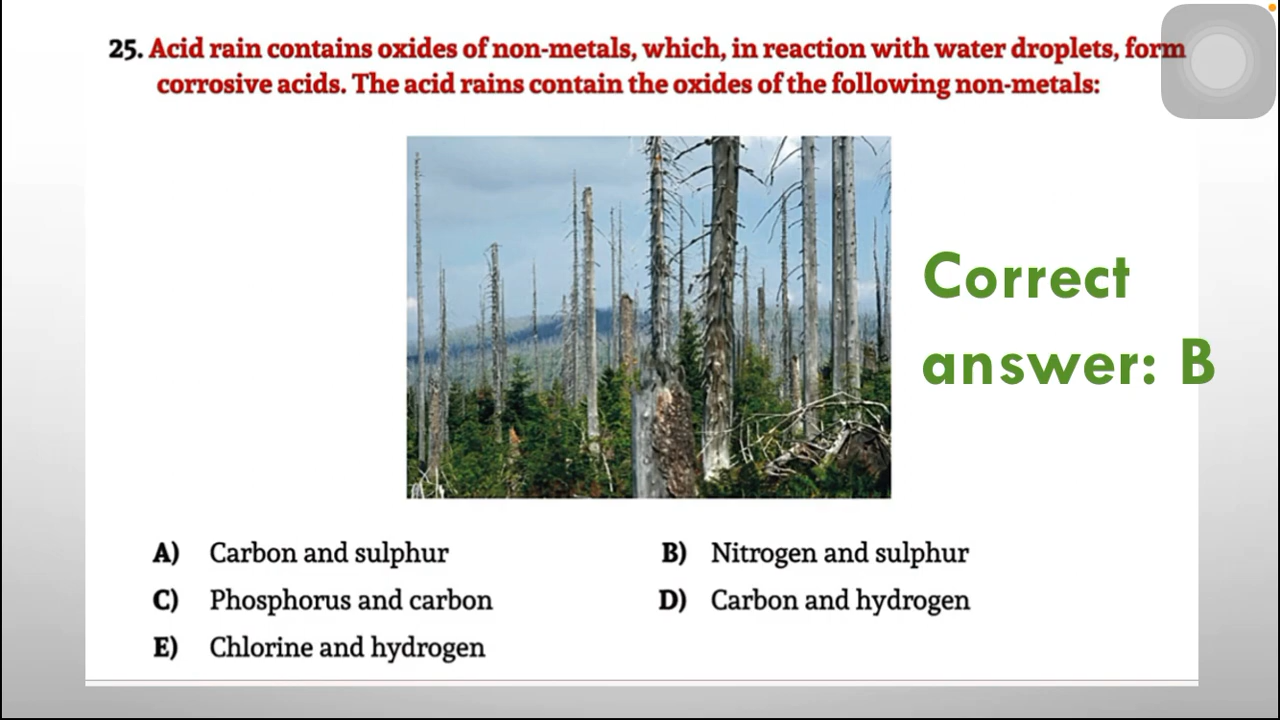 25. Acid rain contains oxides of non-metals, which, in reaction with water droplets, form
corrosive acids. The acid rains contain the oxides of the following non-metals:
Correct
answer: B
A) Carbon and sulphur
B) Nitrogen and sulphur
C) Phosphorus and carbon
D) Carbon and hydrogen
E) Chlorine and hydrogen